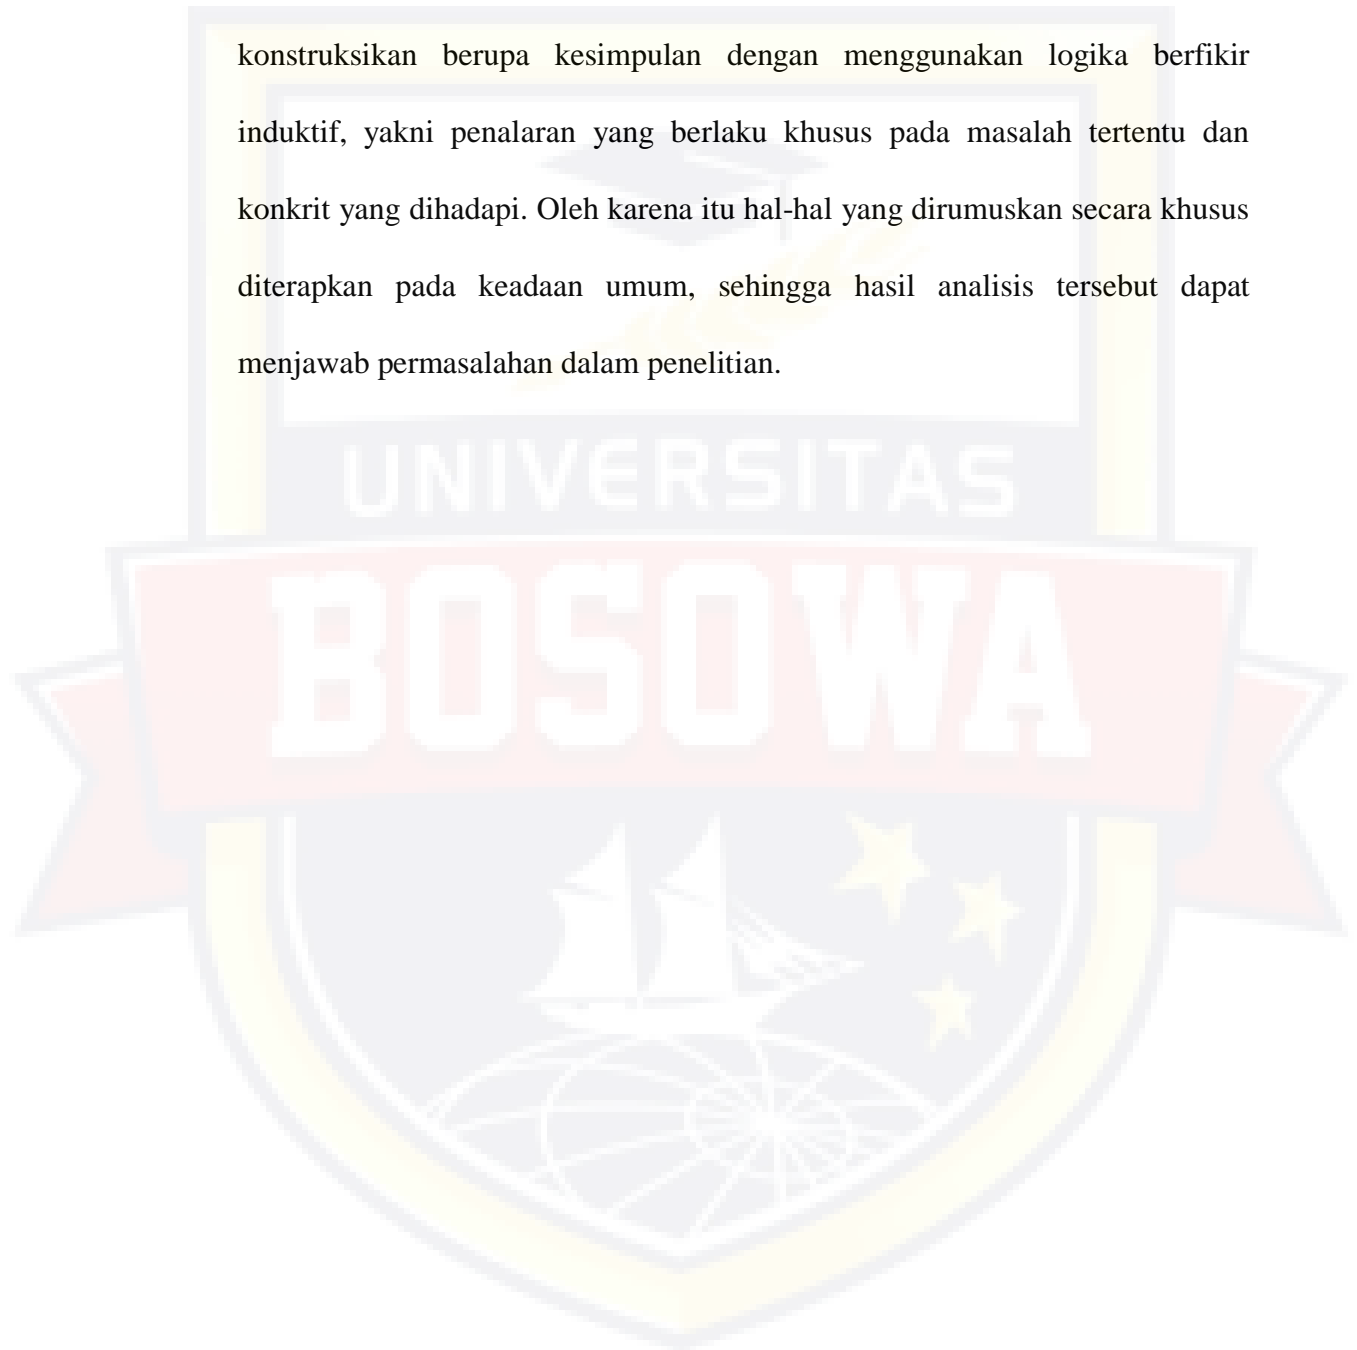 konstruksikan berupa kesimpulan dengan menggunakan logika berfikir
induktif, yakni penalaran yang berlaku khusus pada masalah tertentu dan
konkrit yang dihadapi. Oleh karena itu hal-hal yang dirumuskan secara khusus
diterapkan pada keadaan umum, sehingga hasil analisis tersebut dapat
menjawab permasalahan dalam penelitian.
UNIVERSITAS
BOSOWA